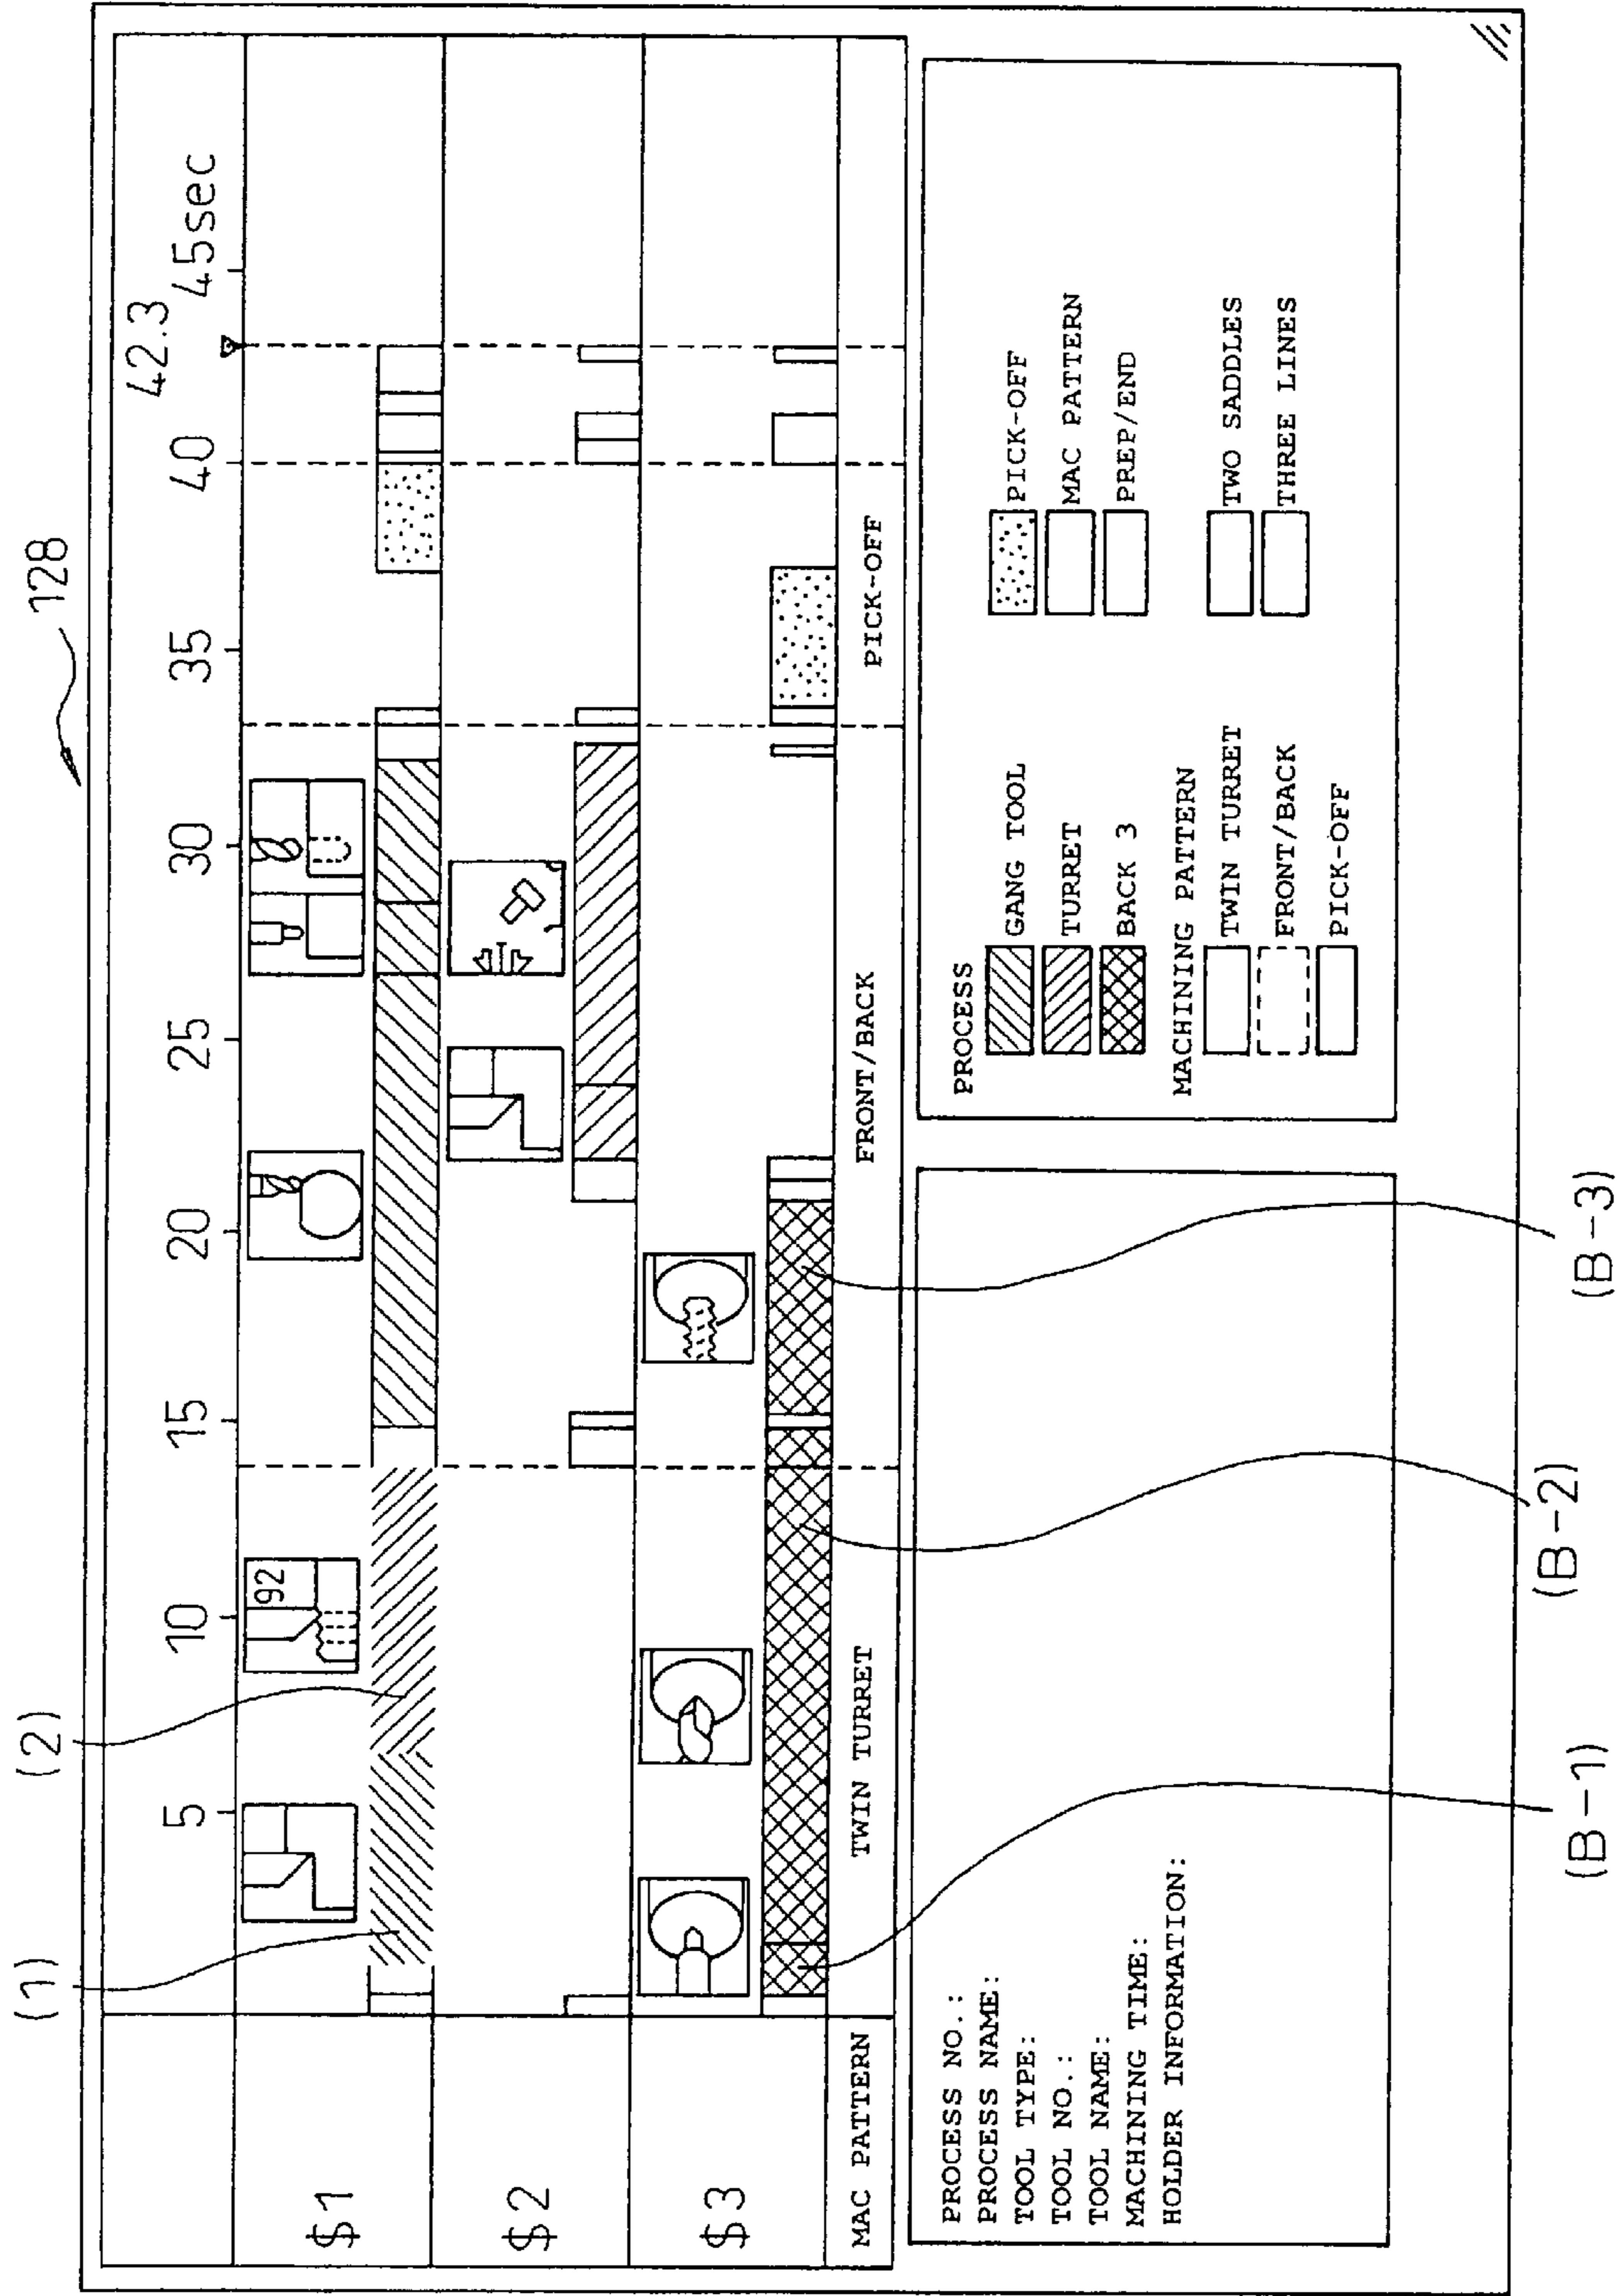 128
(1)
(2)
42.3
5
10
15
20
25
30
35
40
45sec
$1
92
$2
$3
MAC PATTERN
TWIN TURRET
FRONT/BACK
PICK-OFF
PROCESS NO.:
PROCESS NAME:
TOOL TYPE:
TOOL NO.:
TOOL NAME:
MACHINING TIME:
HOLDER INFORMATION:
PROCESS
GANG TOOL
PICK-OFF
TURRET
MAC PATTERN
BACK 3
PREP/END
MACHINING PATTERN
TWIN TURRET
TWO SADDLES
FRONT/BACK
THREE LINES
PICK-OFF
(B-1)
(B-2)
(B-3)